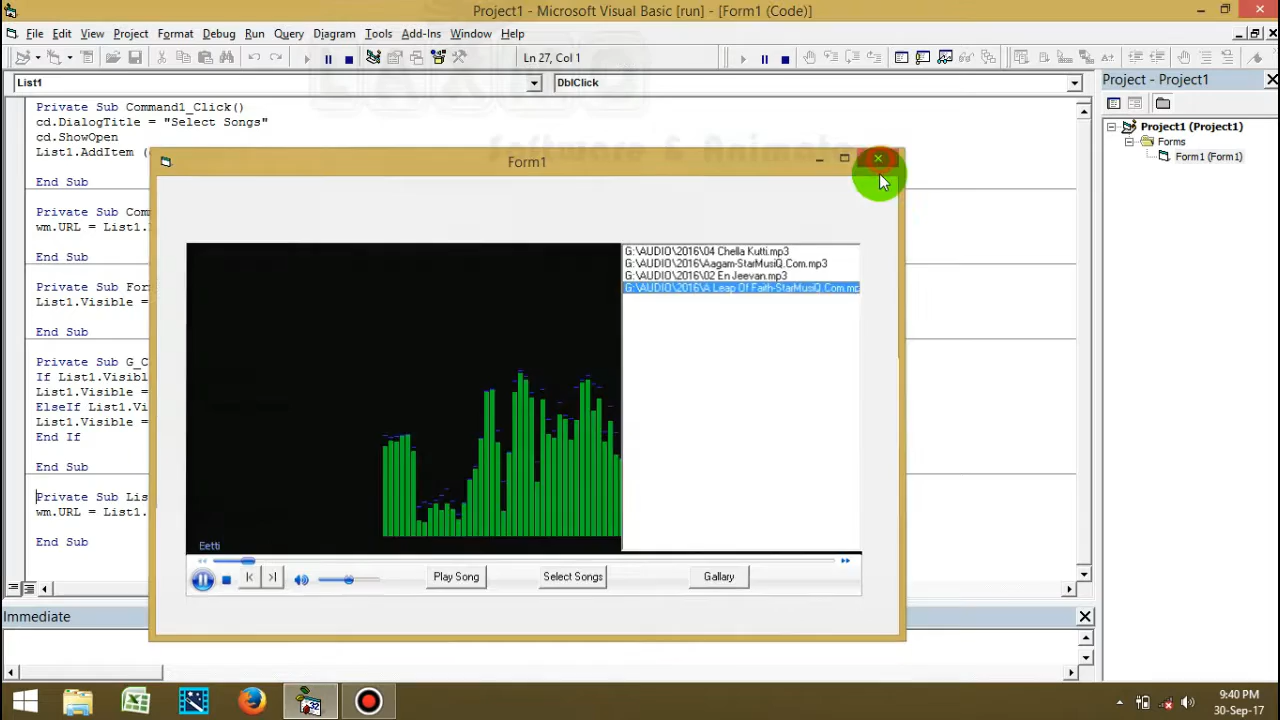 Project1 - Microsoft Visual Basic [run] - [Form1 (Code)]
File Edit View Project Format Debug Run Query Diagram Tools Add-Ins Window Help
Ln 27, Col 1
List1
DblClick
Project - Project1
Private Sub Command1_Click()
cd.DialogTitle = "Select Songs"
cd.ShowOpen
List1.AddItem (
End Sub
Private Sub Com
wm.URL = List1.
Private Sub For
List1.Visible =
End Sub
Private Sub G_C
If List1.Visib
List1.Visible =
ElseIf List1.Vi
List1.Visible =
End If
End Sub
Private Sub Lis
wm.URL = List1.
End Sub
Project1 (Project1)
Forms
Form1 (Form1)
Software & Animato
Form1
G:\AUDIO\2016\04 Chella Kutti.mp3
G:\AUDIO\2016\Aagam-StarMusiQ.Com.mp3
G:\AUDIO\2016\02 En Jeevan.mp3
G:\AUDIO\2016\A Leap Of Faith-StarMusiQ.Com.mp
Eetti
Play Song
Select Songs
Gallary
Immediate
9:40 PM
30-Sep-17